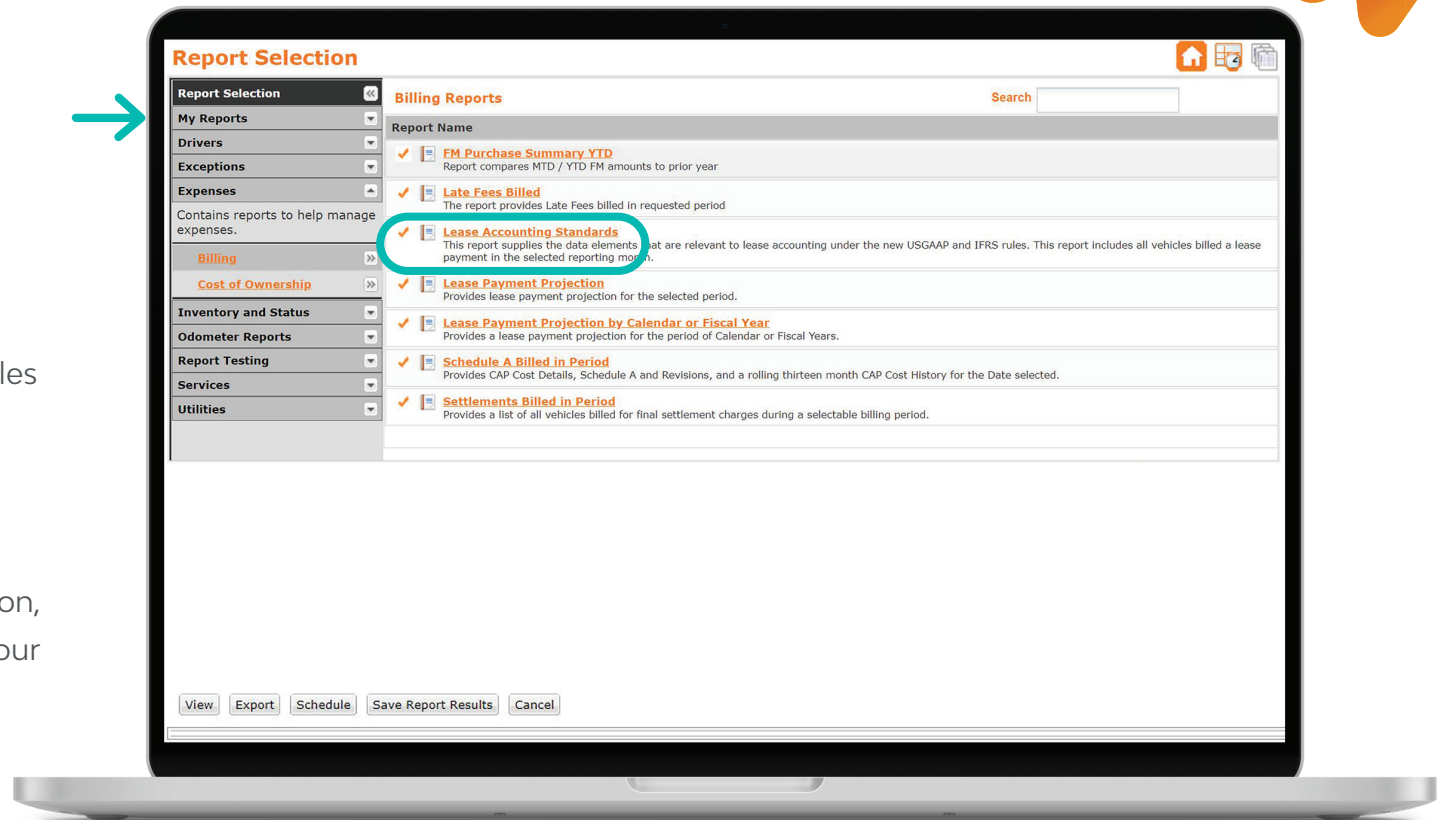 Report Selection
Report Selection
My Reports
Drivers
Exceptions
Expenses
Contains reports to help manage
expenses.
Billing
Cost of Ownership
Inventory and Status
Odometer Reports
Report Testing
Services
Utilities
Billing Reports
Search
Report Name
FM Purchase Summary YTD
Report compares MTD / YTD FM amounts to prior year
Late Fees Billed
The report provides Late Fees billed in requested period
Lease Accounting Standards
This report supplies the data elements that are relevant to lease accounting under the new USGAAP and IFRS rules. This report includes all vehicles billed a lease
payment in the selected reporting month.
Lease Payment Projection
Provides lease payment projection for the selected period.
Lease Payment Projection by Calendar or Fiscal Year
Provides a lease payment projection for the period of Calendar or Fiscal Years.
Schedule A Billed in Period
Provides CAP Cost Details, Schedule A and Revisions, and a rolling thirteen month CAP Cost History for the Date selected.
Settlements Billed in Period
Provides a list of all vehicles billed for final settlement charges during a selectable billing period.
View Export Schedule Save Report Results Cancel
les
on,
our